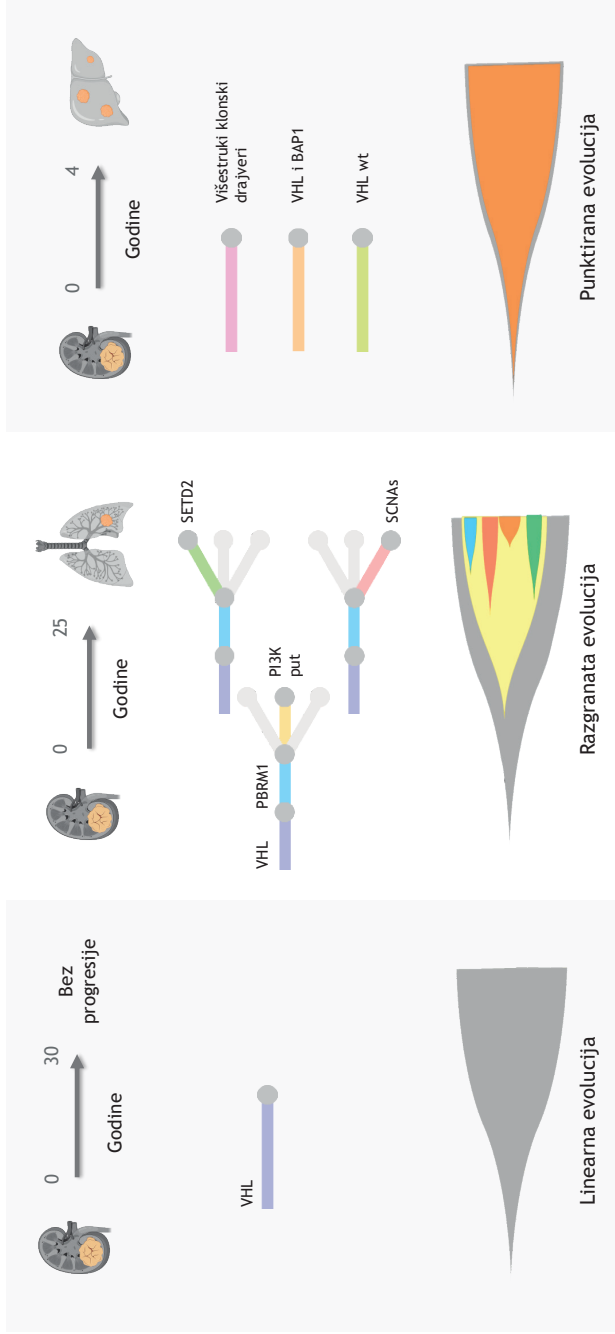 0
30
Godine
Bez
progresije
VHL
Linearna evolucija
0
25
Godine
VHL
PBRM1
PI3K
put
SETD2
SCNAs
Razgranata evolucija
0
4
Godine
Višestruki klonski
drajveri
VHL i BAP1
VHL wt
Punktirana evolucija